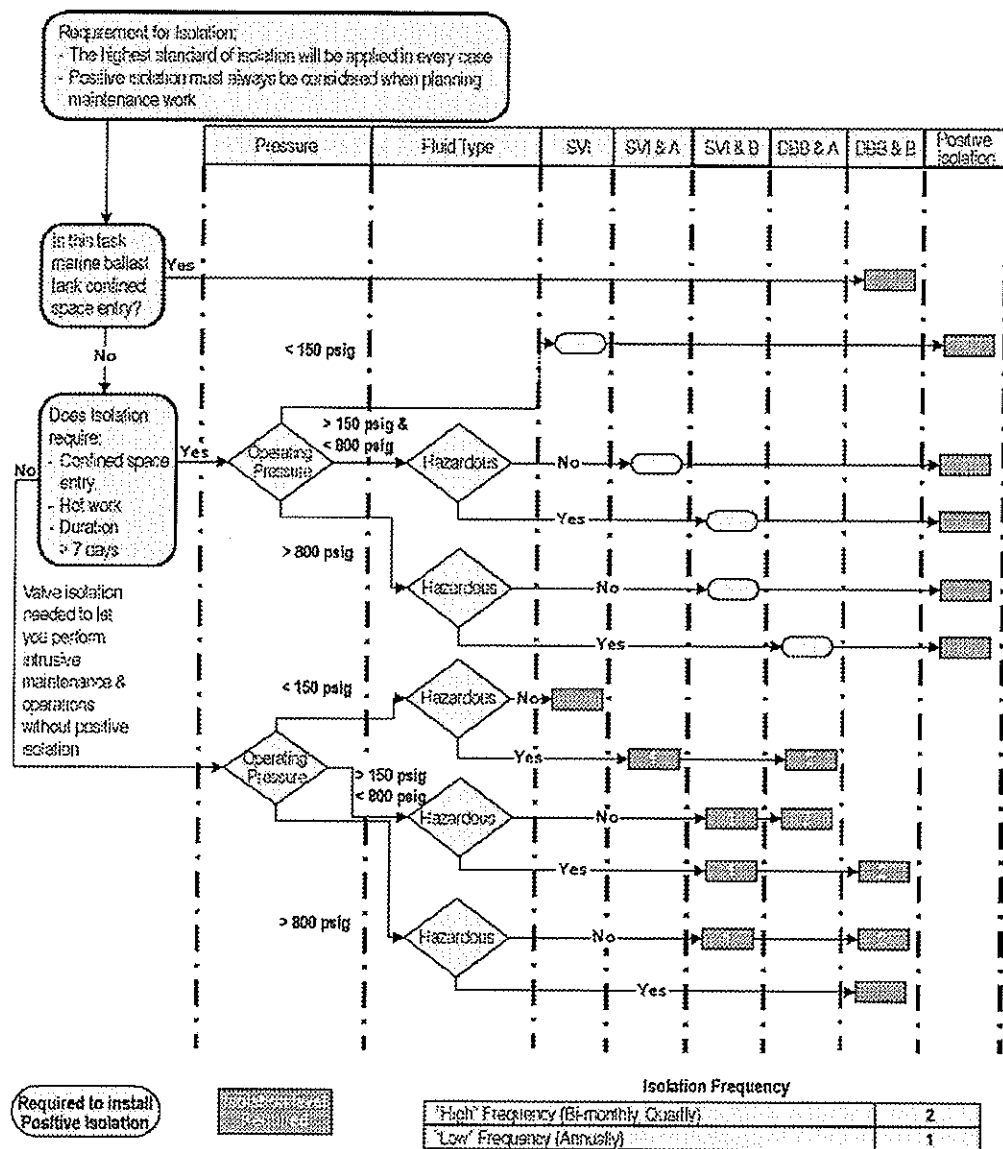 Requirement for Isolation:
- The highest standard of isolation will be applied in every case
- Positive isolation must always be considered when planning
maintenance work
Pressure
Fluid Type
SVI
SVI & A
SVI & B
DBB & A
DBB & B
Positive
Isolation
Is this task
marine ballast
tank confined
space entry?
Yes
No
< 150 psig
Does Isolation
require:
- Confined space
entry
- Hot work
- Duration
> 7 days
No
Yes
Operating
Pressure
> 150 psig &
< 800 psig
Hazardous
No
Yes
> 800 psig
Hazardous
No
Yes
Valve isolation
needed to let
you perform
intrusive
maintenance &
operations
without positive
isolation
< 150 psig
Hazardous
No
Yes
Operating
Pressure
> 150 psig
< 800 psig
Hazardous
No
Yes
> 800 psig
Hazardous
No
Yes
Required to install
Positive Isolation
Isolation Frequency
"High" Frequency (Bi-monthly, Quartly)
2
"Low" Frequency (Annually)
1